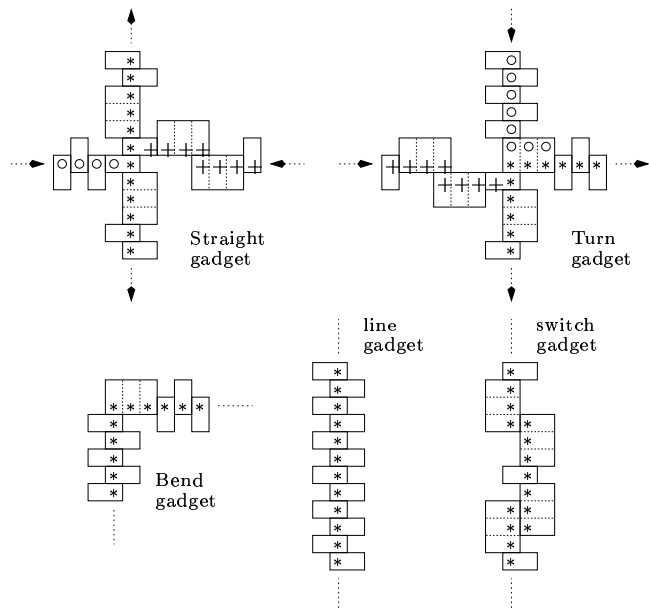 Straight
gadget
Turn
gadget
line
gadget
switch
gadget
Bend
gadget